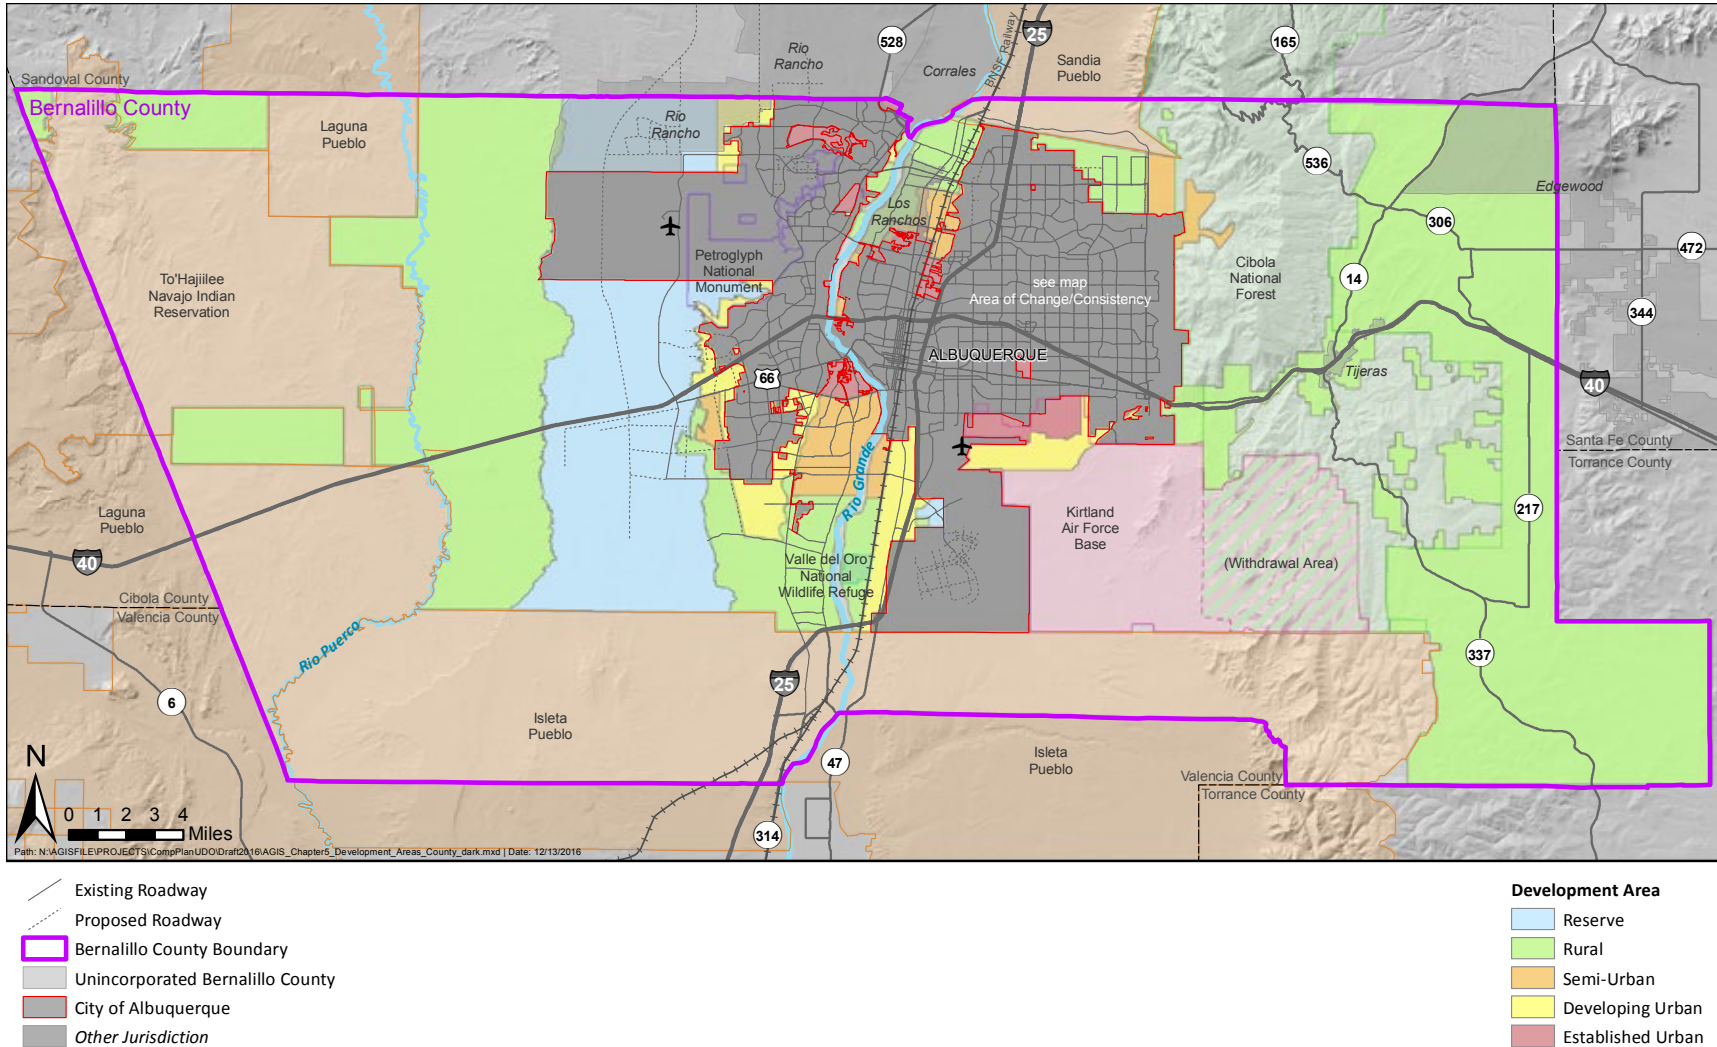 528
25
165
Rio
Rancho
Corrales
BNSF Railway
Sandia
Pueblo
Sandoval County
Bernalillo County
Laguna
Pueblo
Rio
Rancho
536
Edgewood
Los
Ranchos
306
472
To'Hajiilee
Navajo Indian
Reservation
Petroglyph
National
Monument
see map
Area of Change/Consistency
Cibola
National
Forest
14
344
ALBUQUERQUE
66
Tijeras
40
Rio Grande
Santa Fe County
Torrance County
Laguna
Pueblo
Kirtland
Air Force
Base
217
40
Valle del Oro
National
Wildlife Refuge
(Withdrawal Area)
Cibola County
Valencia County
Rio Puerco
337
6
25
Isleta
Pueblo
Isleta
Pueblo
47
Valencia County
Torrance County
N
0 1 2 3 4
Miles
314
Path: N:\AGISFILE\PROJECTS\CompPlanUDO\Draft2016\AGIS_Chapter5_Development_Areas_County_dark.mxd | Date: 12/13/2016
Existing Roadway
Proposed Roadway
Bernalillo County Boundary
Unincorporated Bernalillo County
City of Albuquerque
Other Jurisdiction
Development Area
Reserve
Rural
Semi-Urban
Developing Urban
Established Urban